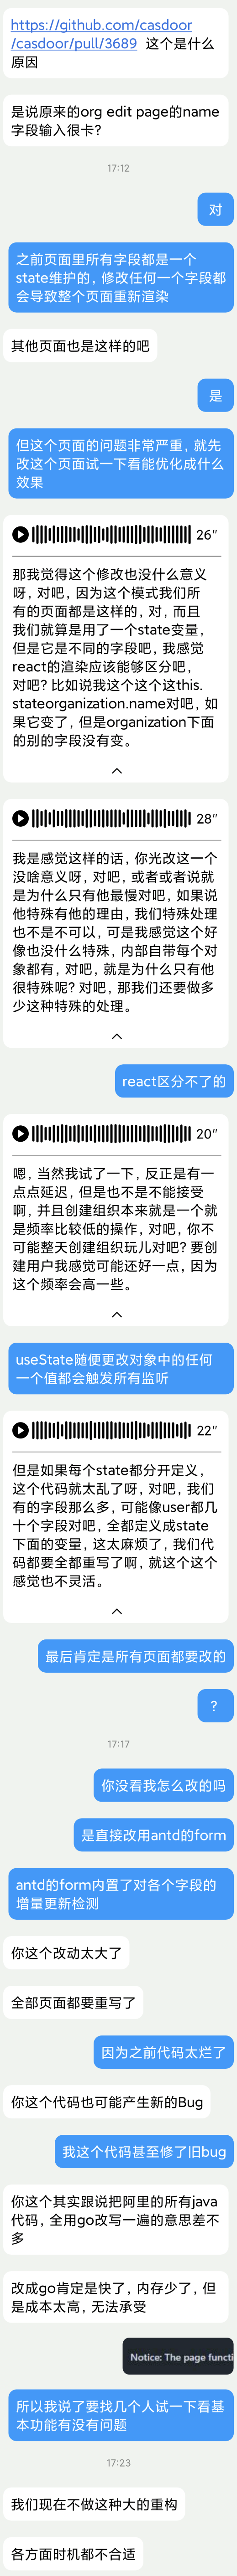 https://github.com/casdoor
/casdoor/pull/3689 这个是什么
原因
是说原来的org edit page的name
字段输入很卡?
17:12
对
之前页面里所有字段都是一个
state维护的, 修改任何一个字段都
会导致整个页面重新渲染
其他页面也是这样的吧
是
但这个页面的问题非常严重, 就先
改这个页面试一下看能优化成什么
效果
26"
那我觉得这个修改也没什么意义
呀, 对吧, 因为这个模式我们所
有的页面都是这样的, 对, 而且
我们就算是用了一个state变量,
但是它是不同的字段吧, 我感觉
react的渲染应该能够区分吧,
对吧? 比如说我这个这个这this.
stateorganization.name对吧, 如
果它变了, 但是organization下面
的别的字段没有变。
28"
我是感觉这样的话, 你光改这一个
没啥意义呀, 对吧, 或者或者说就
是为什么只有他最慢对吧, 如果说
他特殊有他的理由, 我们特殊处理
也不是不可以, 可是我感觉这个好
像也没什么特殊, 内部自带每个对
象都有, 对吧, 就是为什么只有他
很特殊呢? 对吧, 那我们还要做多
少这种特殊的处理。
react区分不了的
20"
嗯, 当然我试了一下, 反正是有一
点点延迟, 但是也不是不能接受
啊, 并且创建组织本来就是一个就
是频率比较低的操作, 对吧, 你不
可能整天创建组织玩儿对吧? 要创
建用户我感觉可能还好一点, 因为
这个频率会高一些。
useState随便更改对象中的任何
一个值都会触发所有监听
22"
但是如果每个state都分开定义,
这个代码就太乱了呀, 对吧, 我们
有的字段那么多, 可能像user都几
十个字段对吧, 全都定义成state
下面的变量, 这太麻烦了, 我们代
码都要全都重写了啊, 就这个这个
感觉也不灵活。
最后肯定是所有页面都要改的
?
17:17
你没看我怎么改的吗
是直接改用antd的form
antd的form内置了对各个字段的
增量更新检测
你这个改动太大了
全部页面都要重写了
因为之前代码太烂了
你这个代码也可能产生新的Bug
我这个代码甚至修了旧bug
你这个其实跟说把阿里的所有java
代码, 全用go改写一遍的意思差不
多
改成go肯定是快了, 内存少了, 但
是成本太高, 无法承受
Notice: The page functi
所以我说了要找几个人试一下看基
本功能有没有问题
17:23
我们现在不做这种大的重构
各方面时机都不合适